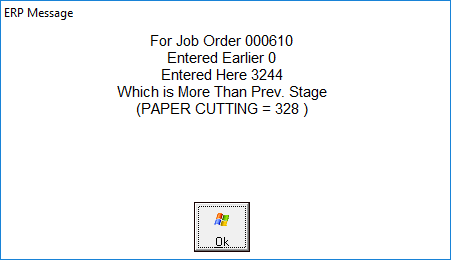 ERP Message
For Job Order 000610
Entered Earlier 0
Entered Here 3244
Which is More Than Prev. Stage
(PAPER CUTTING = 328 )
Ok